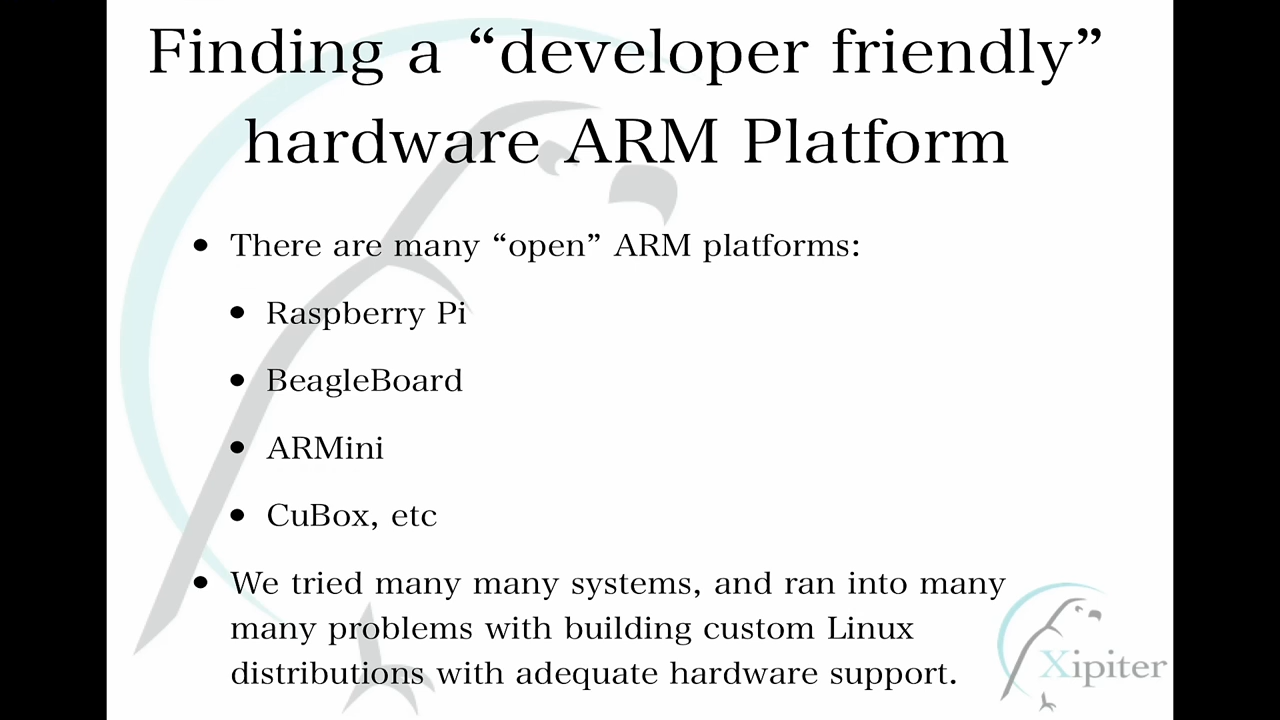 Finding a “developer friendly”
hardware ARM Platform
• There are many “open” ARM platforms:
• Raspberry Pi
• BeagleBoard
• ARMini
• CuBox, etc
• We tried many many systems, and ran into many
many problems with building custom Linux
distributions with adequate hardware support.
Xipiter